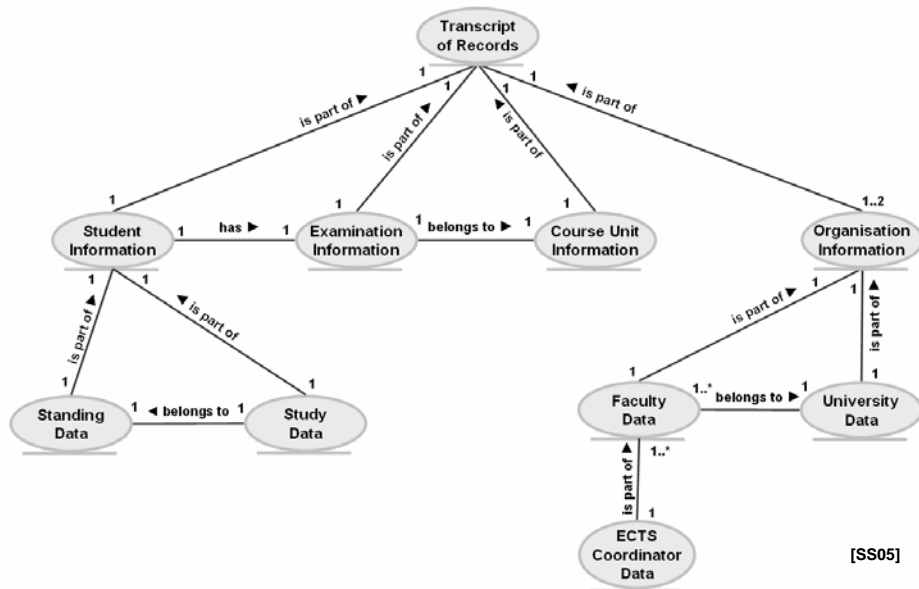 Transcript
of Records
1 1 1 1
is part of ►
is part of ►
◄ is part of
◄ is part of
1 1 1 1..2
Student
Information
1 has ► 1
Examination
Information
1 belongs to ► 1
Course Unit
Information
Organisation
Information
1 1 1 1
is part of ►
◄ is part of
is part of ►
is part of ►
1 1 1 1
Standing
Data
1 ◄ belongs to 1
Study
Data
Faculty
Data
1..* belongs to ► 1
University
Data
1..*
is part of ►
1
ECTS
Coordinator
Data
[SS05]